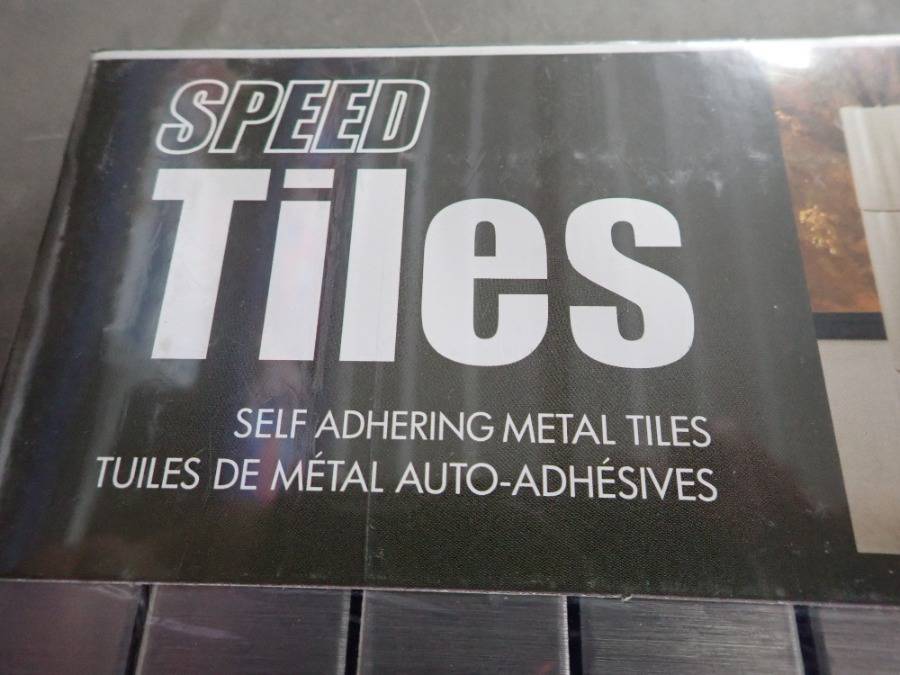 SPEED
Tiles
SELF ADHERING METAL TILES
TUILES DE MÉTAL AUTO-ADHÉSIVES